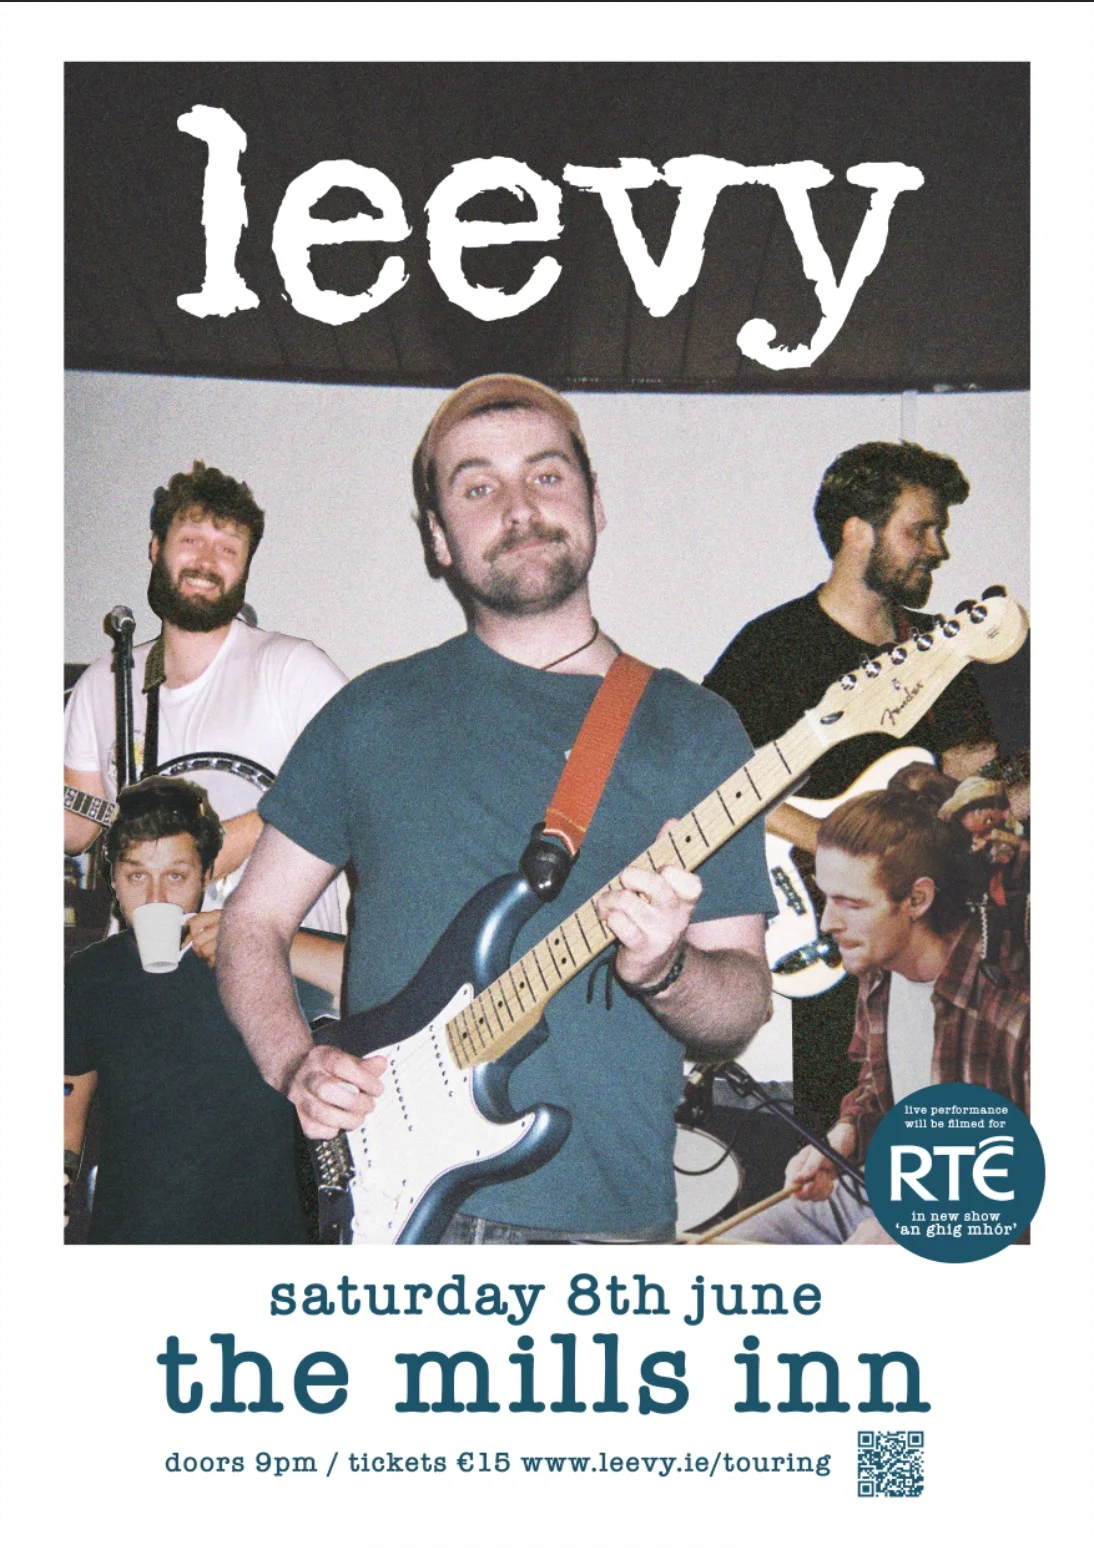 leevy
Fender
live performance
will be filmed for
RTÉ
in new show
‘an ghig mhór’
saturday 8th june
the mills inn
doors 9pm / tickets €15 www.leevy.ie/touring